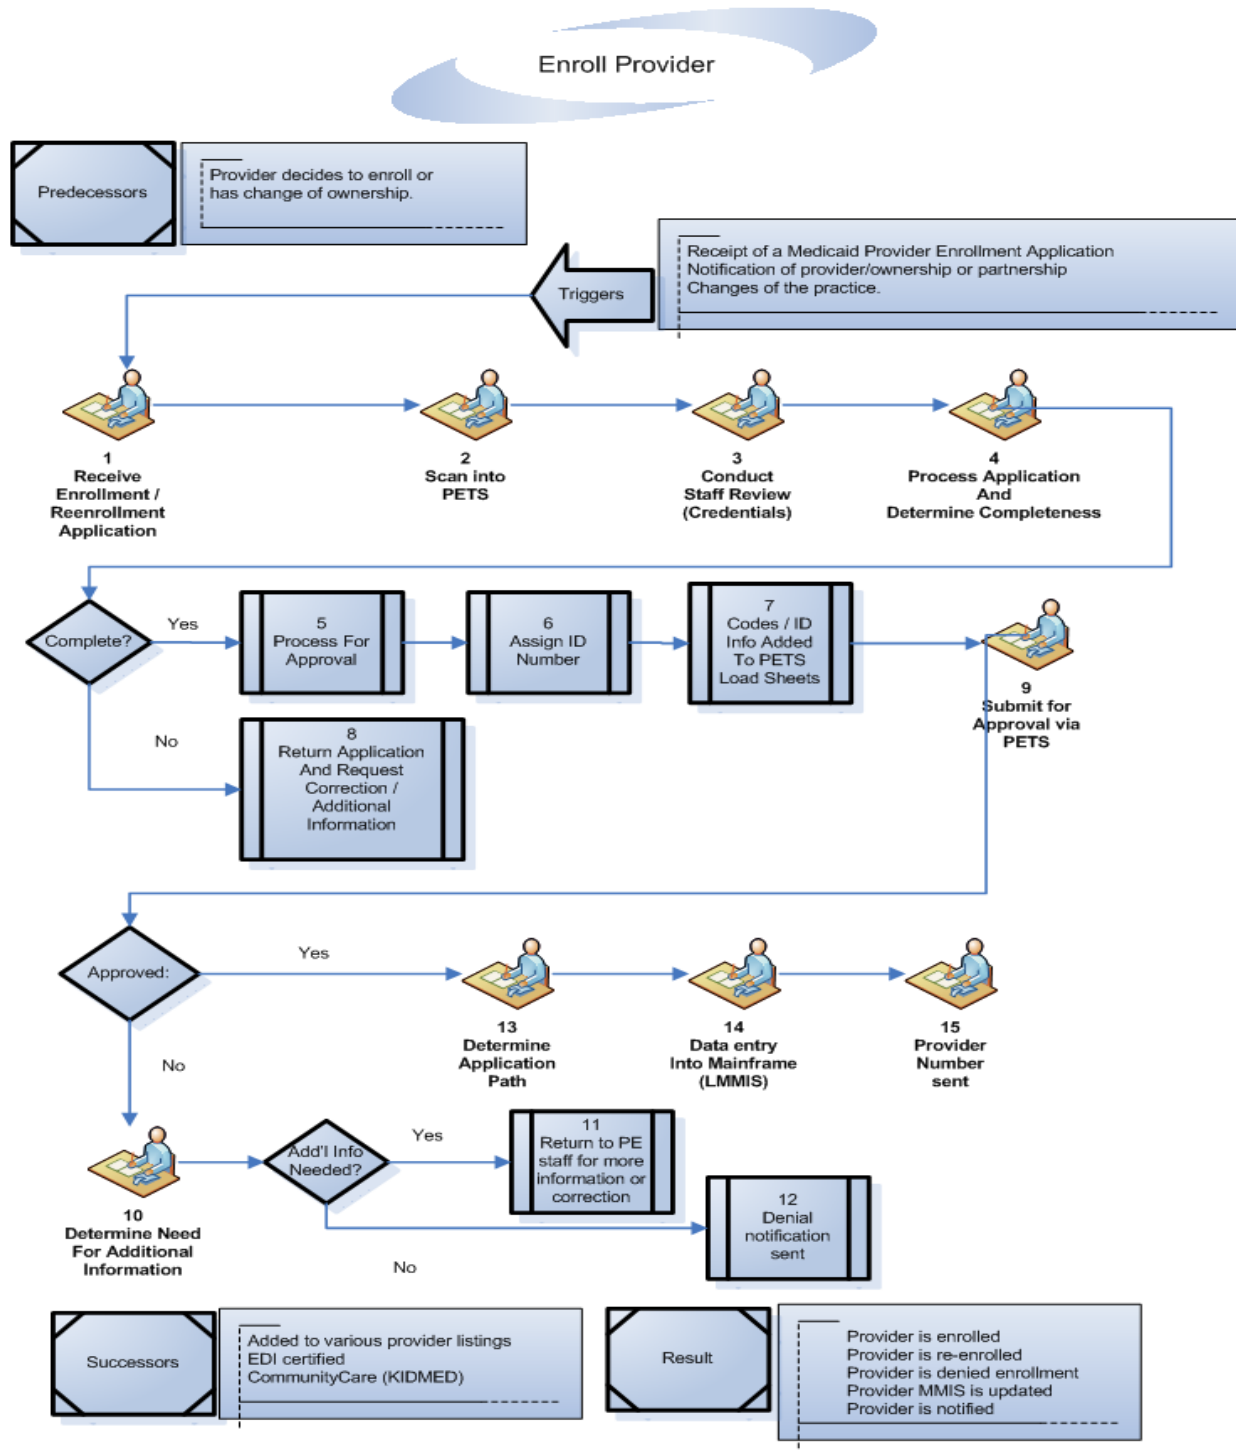 Enroll Provider
Predecessors
Provider decides to enroll or
has change of ownership.
Receipt of a Medicaid Provider Enrollment Application
Notification of provider/ownership or partnership
Changes of the practice.
Triggers
1
Receive
Enrollment /
Reenrollment
Application
2
Scan into
PETS
3
Conduct
Staff Review
(Credentials)
4
Process Application
And
Determine Completeness
Complete?
Yes
5
Process For
Approval
6
Assign ID
Number
7
Codes / ID
Info Added
To PETS
Load Sheets
9
Submit for
Approval via
PETS
No
8
Return Application
And Request
Correction /
Additional
Information
Approved:
Yes
13
Determine
Application
Path
14
Data entry
Into Mainframe
(LMMIS)
15
Provider
Number
sent
No
10
Determine Need
For Additional
Information
Add'l Info
Needed?
Yes
11
Return to PE
staff for more
information or
correction
No
12
Denial
notification
sent
Successors
Added to various provider listings
EDI certified
CommunityCare (KIDMED)
Result
Provider is enrolled
Provider is re-enrolled
Provider is denied enrollment
Provider MMIS is updated
Provider is notified